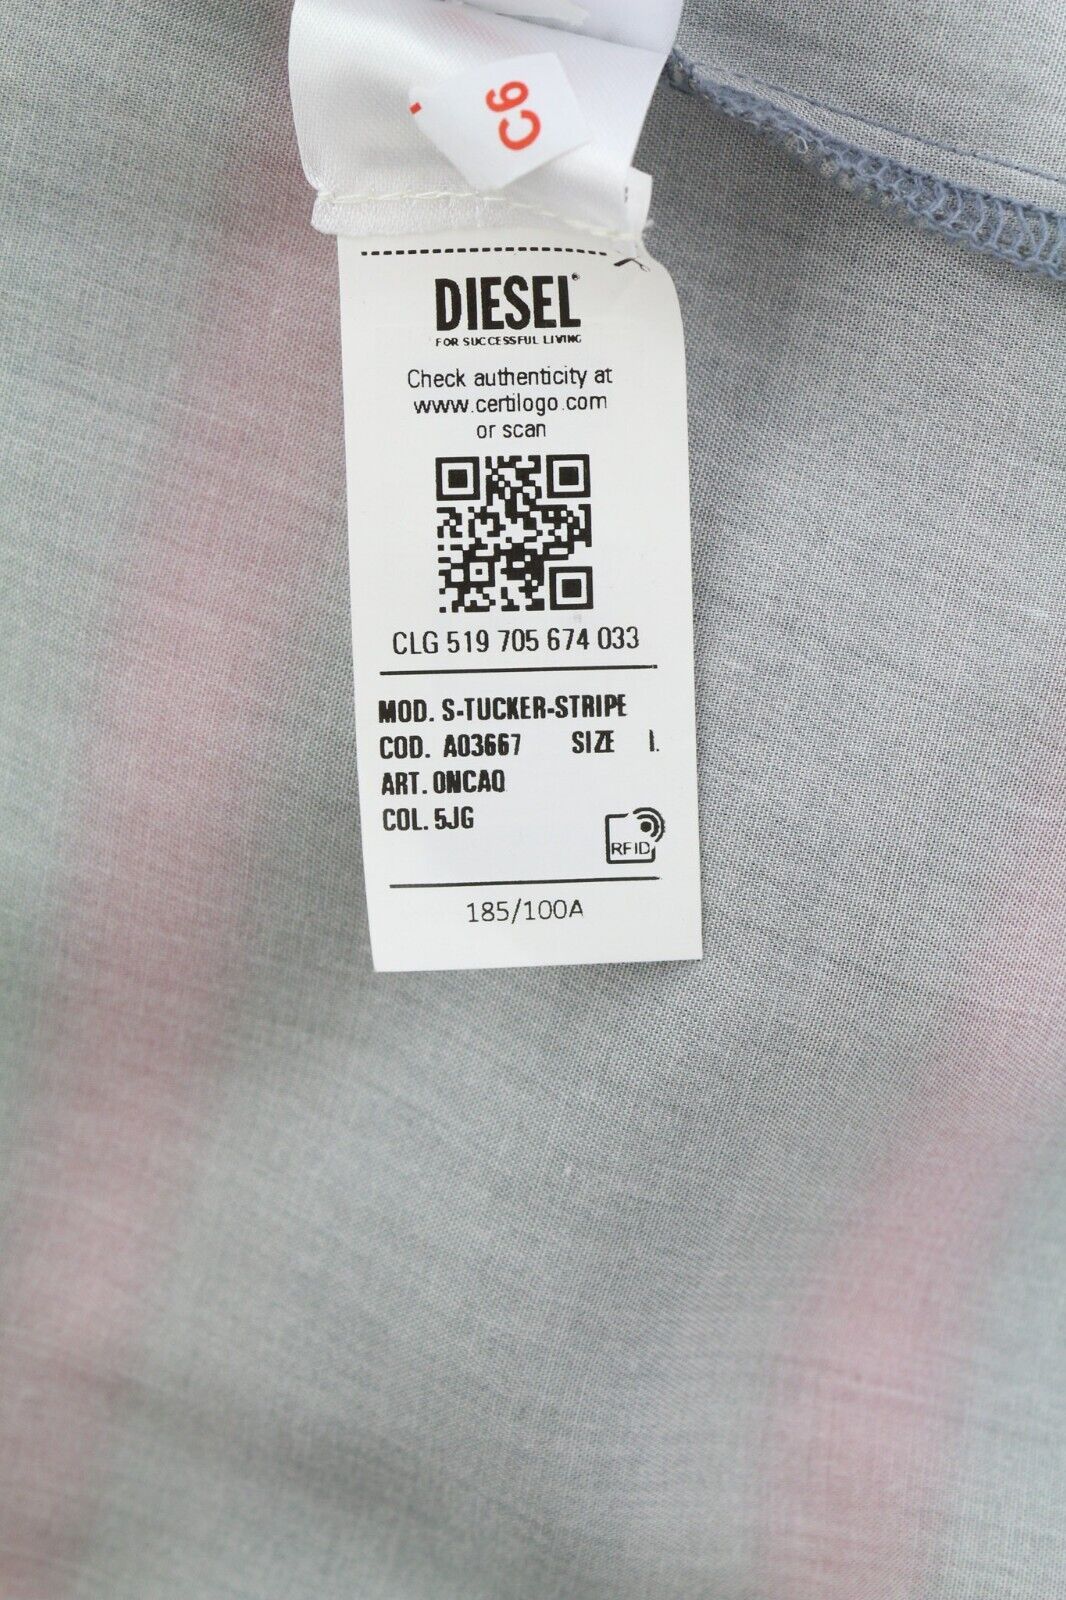 C6
DIESEL®
FOR SUCCESSFUL LIVING
Check authenticity at
www.certilogo.com
or scan
CLG 519 705 674 033
MOD. S-TUCKER-STRIPE
COD. A03667 SIZE
ART. 0NCAQ
COL. 5JG
RFID
185/100A